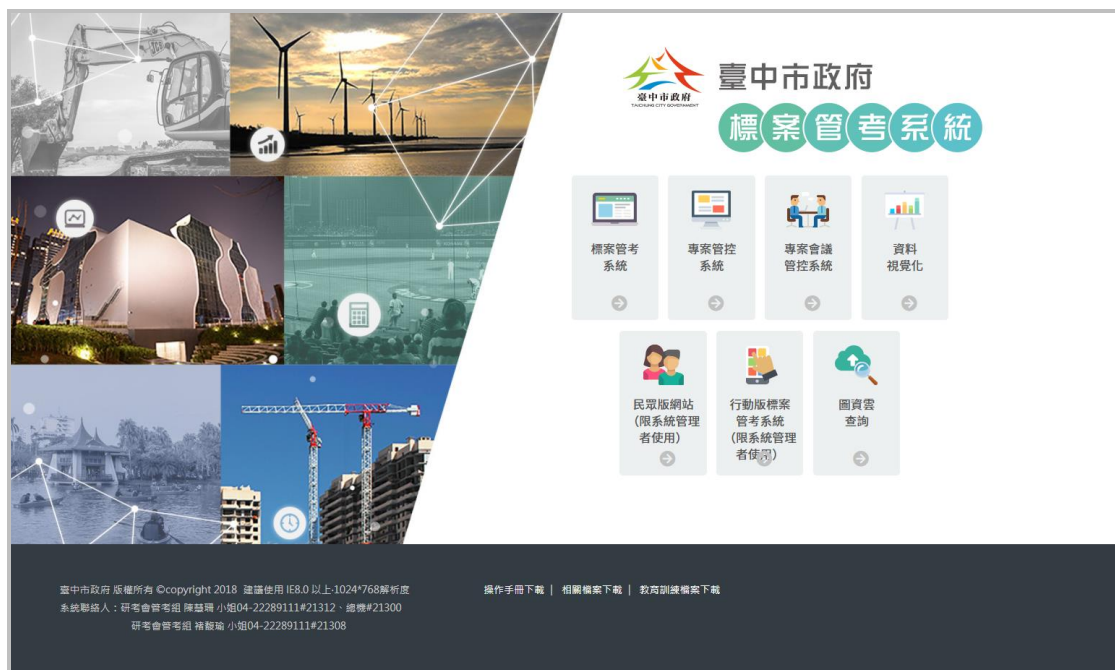 臺中市政府
TAICHUNG CITY GOVERNMENT
臺中市政府
標案管考系統
標案管考
系統
專案管控
系統
專案會議
管控系統
資料
視覺化
民眾版網站
(限系統管理
者使用)
行動版標案
管考系統
(限系統管理
者使用)
圖資雲
查詢
臺中市政府 版權所有 ©copyright 2018 建議使用 IE8.0 以上‧1024*768解析度
系統聯絡人：研考會管考組 陳慧珊 小姐04-22289111#21312、總機#21300
研考會管考組 褚馥瑜 小姐04-22289111#21308
操作手冊下載 | 相關檔案下載 | 教育訓練檔案下載